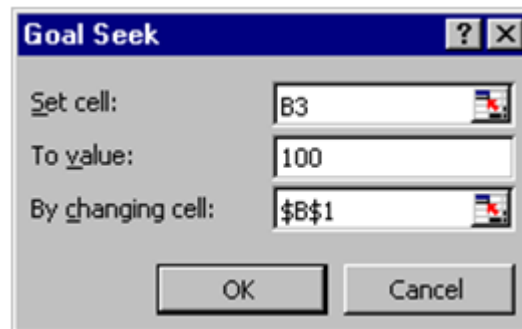 Goal Seek ? X
Set cell: B3
To value: 100
By changing cell: $B$1
OK Cancel